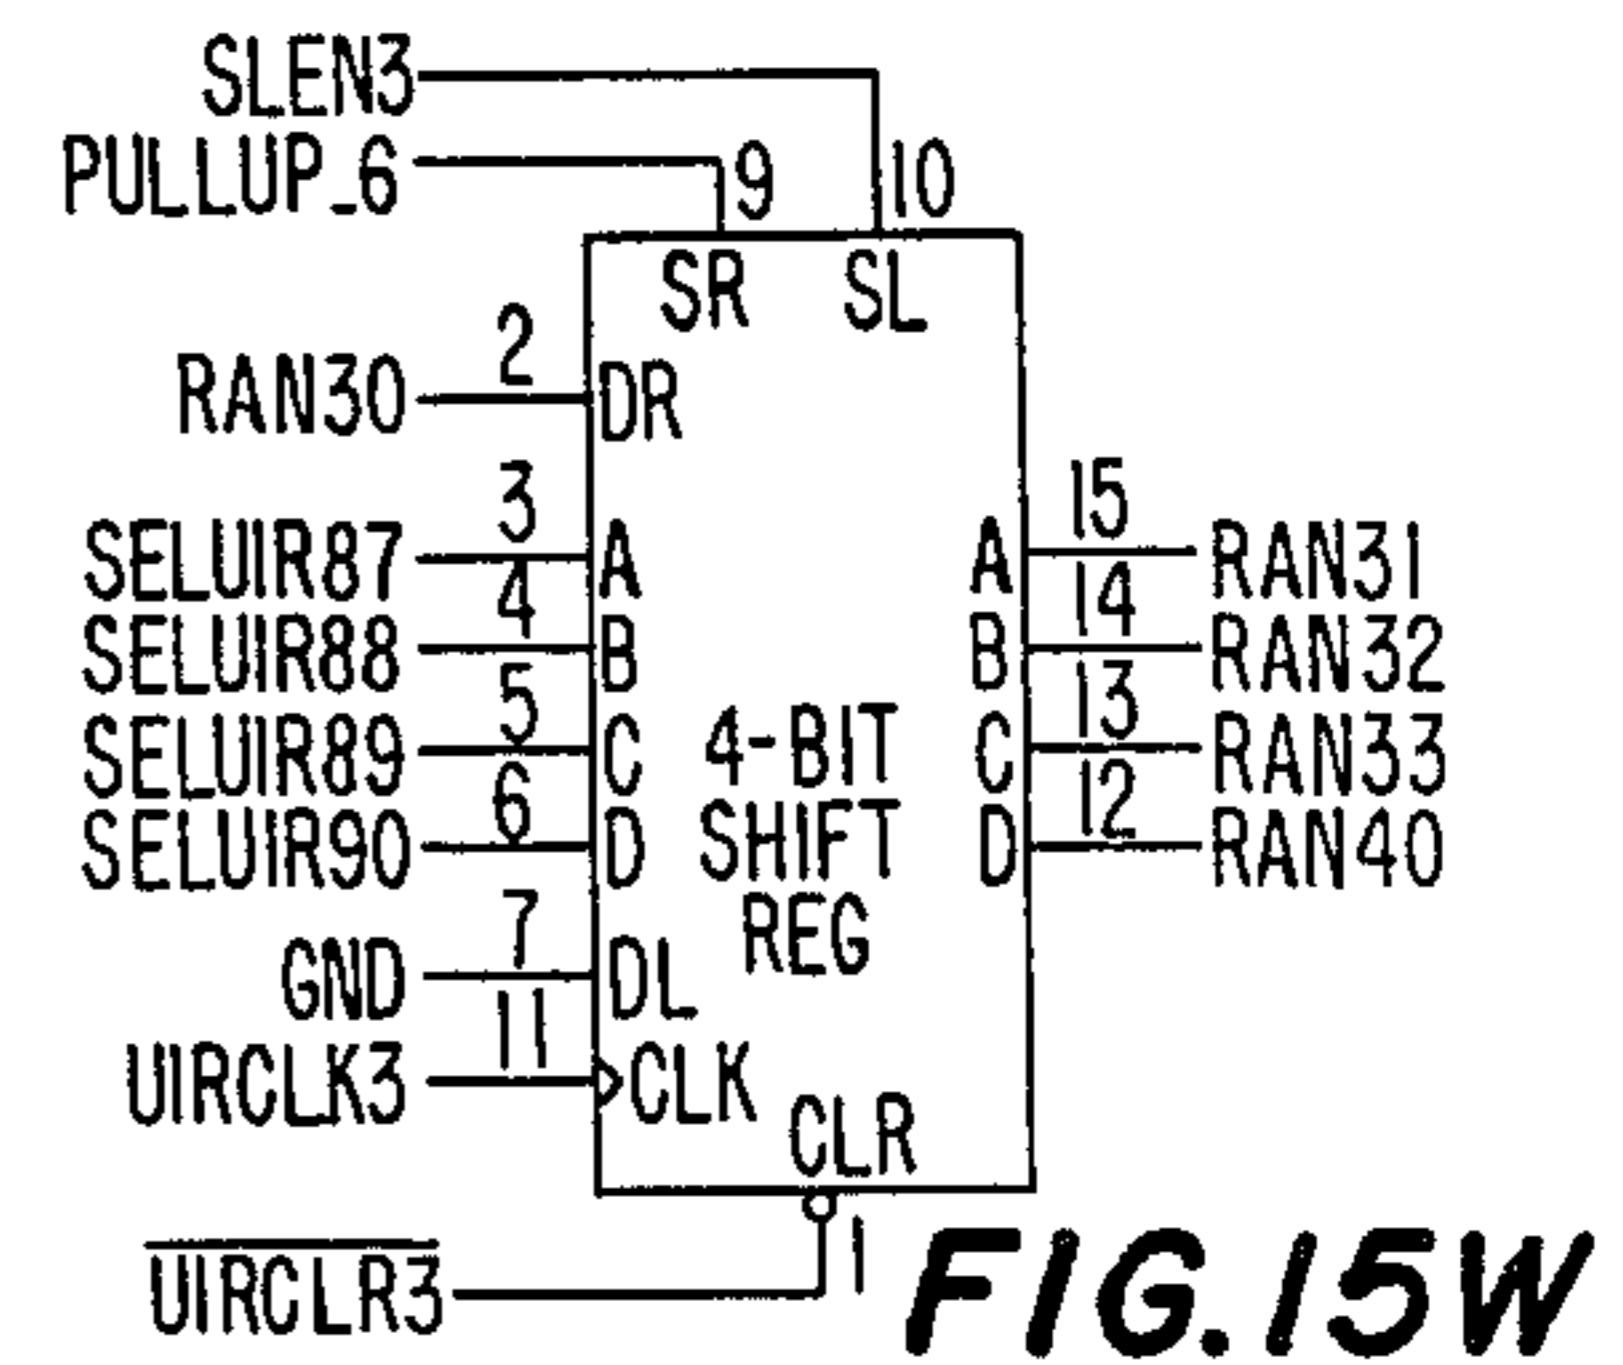 SLEN3
PULLUP_6
9
10
SR
SL
2
RAN30
DR
3
15
SELUIR87
A
A
RAN31
4
14
SELUIR88
B
B
RAN32
5
13
SELUIR89
C
4-BIT
C
RAN33
6
12
SELUIR90
D
SHIFT
D
RAN40
REG
7
GND
DL
11
UIRCLK3
CLK
CLR
UIRCLR3
1
FIG.15W